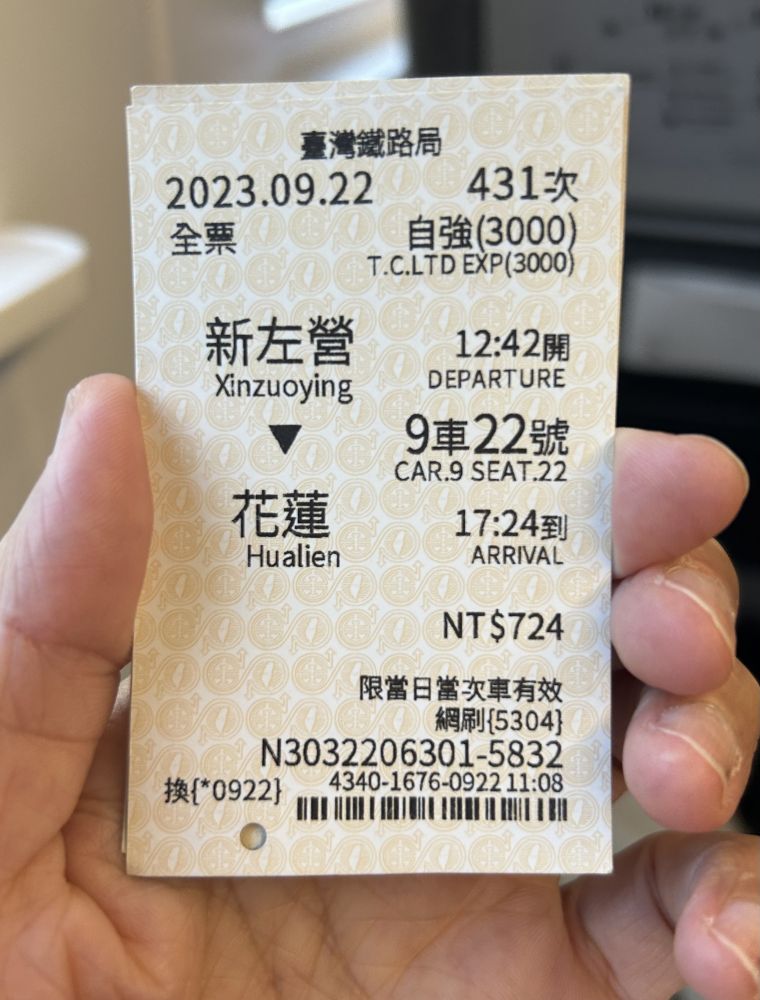 臺灣鐵路局
2023.09.22 431次
全票 自強(3000)
T.C.LTD EXP(3000)
新左營 12:42開
Xinzuoying DEPARTURE
▼ 9車22號
CAR.9 SEAT.22
花蓮 17:24到
Hualien ARRIVAL
NT$724
限當日當次車有效
網刷{5304}
N3032206301-5832
換{*0922} 4340-1676-0922 11:08